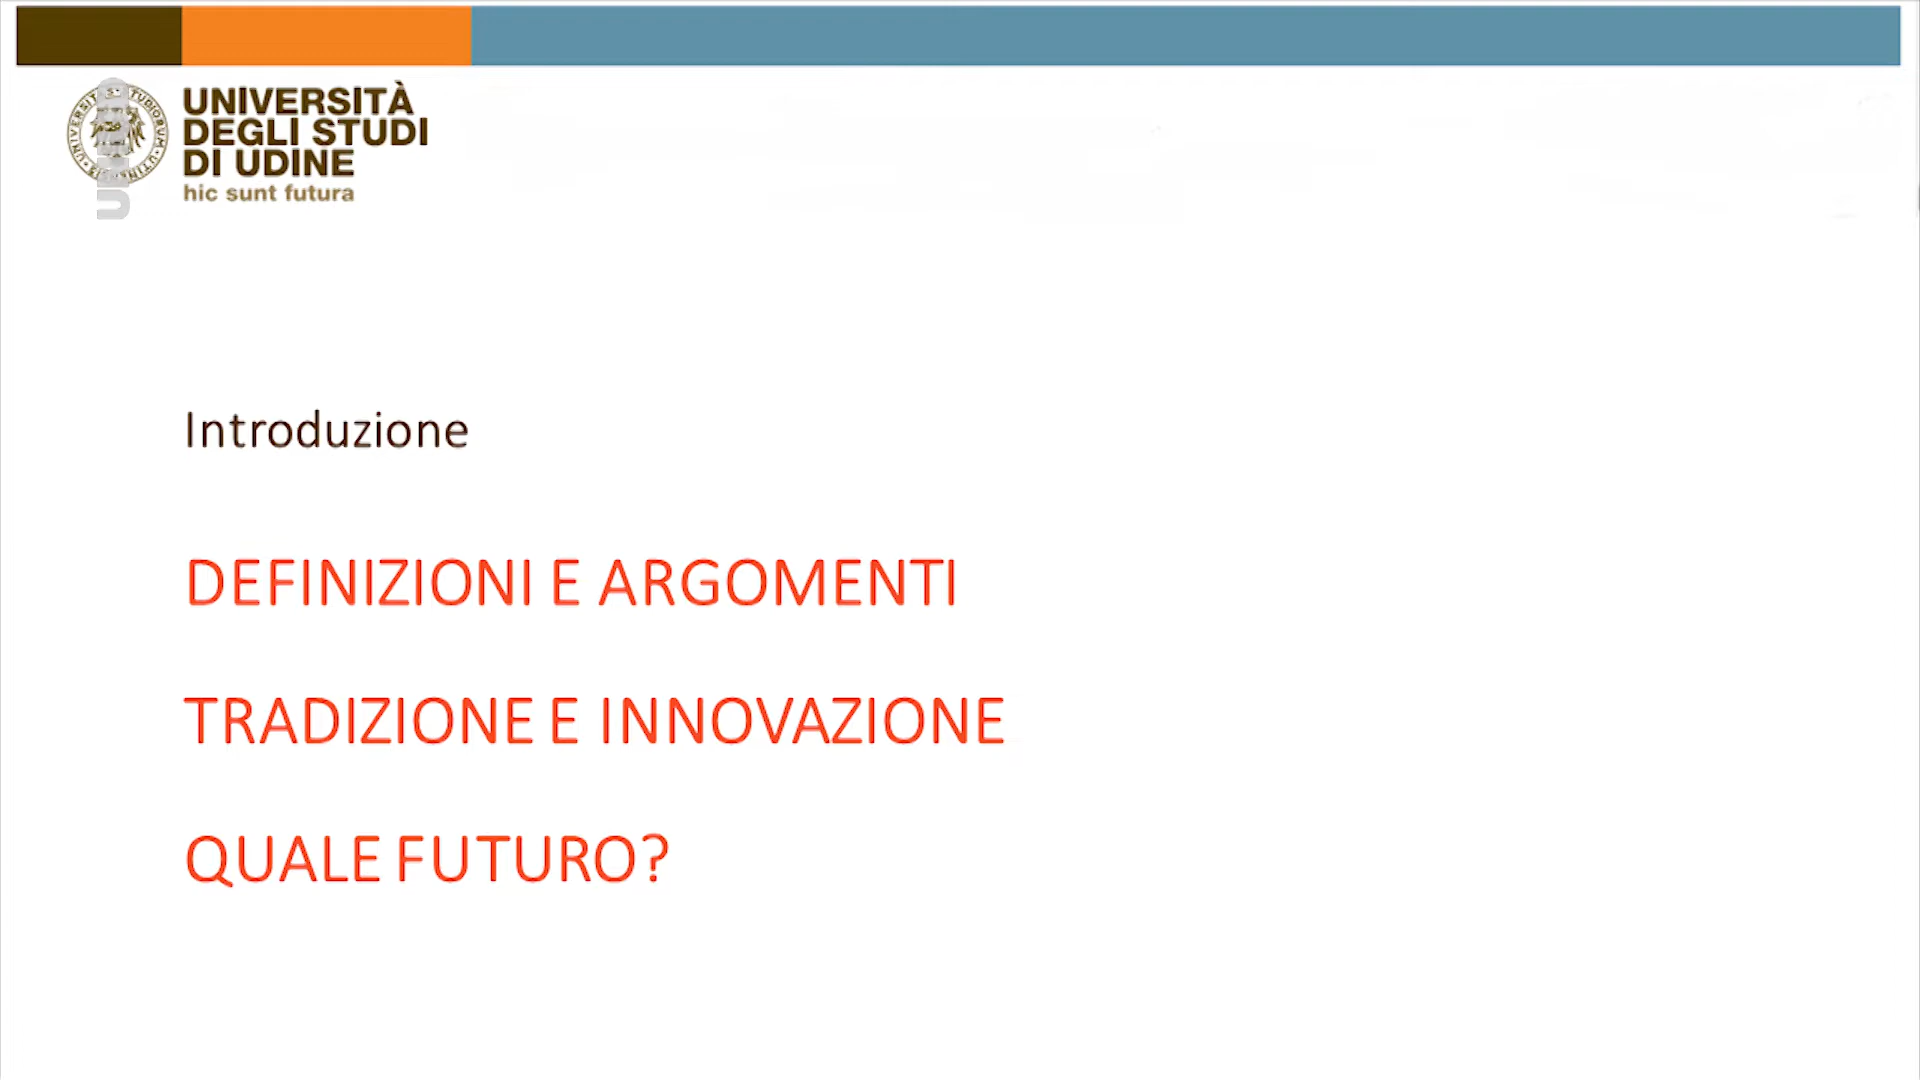 UNIVERSITÀ
DEGLI STUDI
DI UDINE
hic sunt futura
Introduzione
DEFINIZIONI E ARGOMENTI
TRADIZIONE E INNOVAZIONE
QUALE FUTURO?